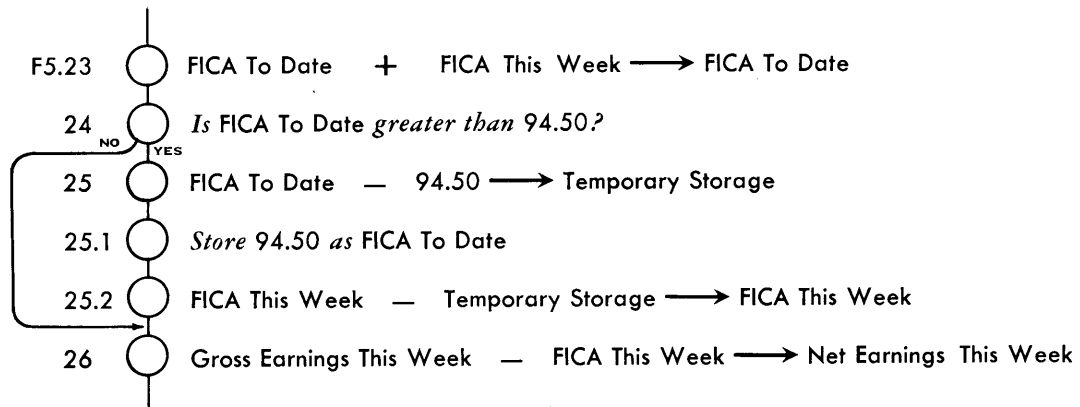 F5.23 FICA To Date + FICA This Week → FICA To Date
24 Is FICA To Date greater than 94.50?
NO YES
25 FICA To Date – 94.50 → Temporary Storage
25.1 Store 94.50 as FICA To Date
25.2 FICA This Week – Temporary Storage → FICA This Week
26 Gross Earnings This Week – FICA This Week → Net Earnings This Week